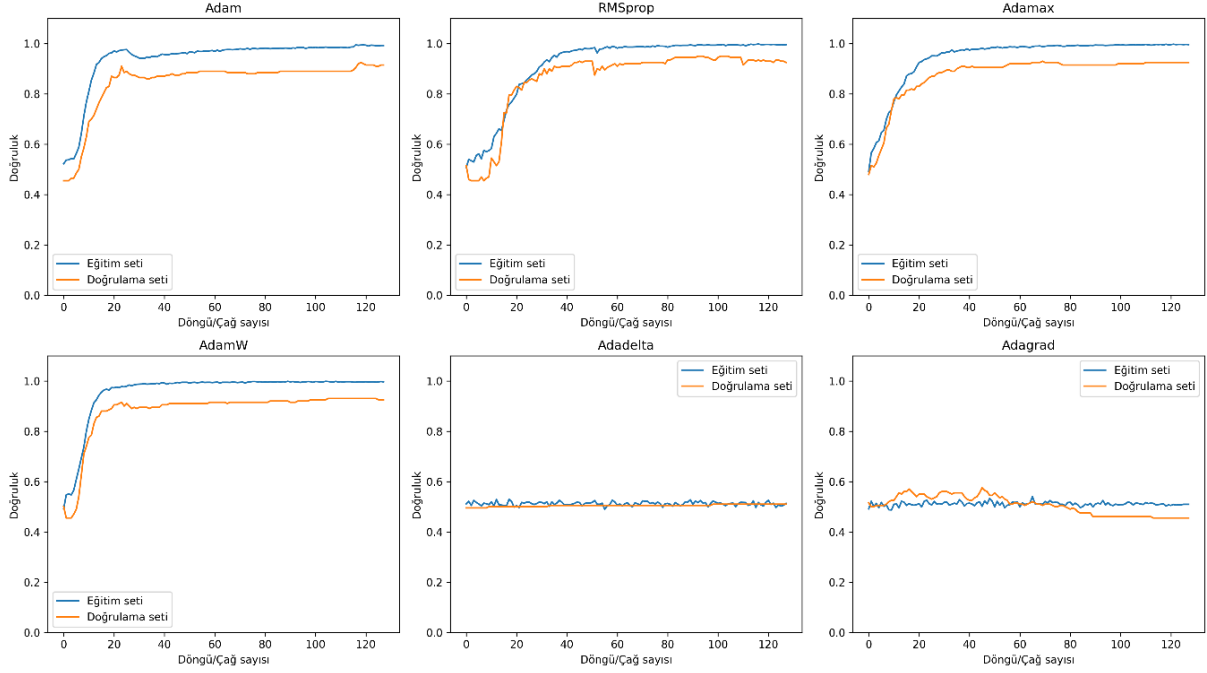 Adam
Doğruluk
1.0
0.8
0.6
0.4
0.2
0.0
Eğitim seti
Doğrulama seti
0 20 40 60 80 100 120
Döngü/Çağ sayısı
RMSprop
Doğruluk
1.0
0.8
0.6
0.4
0.2
0.0
Eğitim seti
Doğrulama seti
0 20 40 60 80 100 120
Döngü/Çağ sayısı
Adamax
Doğruluk
1.0
0.8
0.6
0.4
0.2
0.0
Eğitim seti
Doğrulama seti
0 20 40 60 80 100 120
Döngü/Çağ sayısı
AdamW
Doğruluk
1.0
0.8
0.6
0.4
0.2
0.0
Eğitim seti
Doğrulama seti
0 20 40 60 80 100 120
Döngü/Çağ sayısı
Adadelta
Doğruluk
1.0
0.8
0.6
0.4
0.2
0.0
Eğitim seti
Doğrulama seti
0 20 40 60 80 100 120
Döngü/Çağ sayısı
Adagrad
Doğruluk
1.0
0.8
0.6
0.4
0.2
0.0
Eğitim seti
Doğrulama seti
0 20 40 60 80 100 120
Döngü/Çağ sayısı